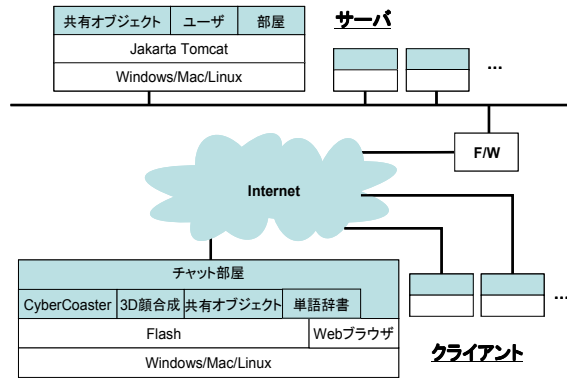 共有オブジェクト ユーザ 部屋
サーバ
Jakarta Tomcat
Windows/Mac/Linux
...
F/W
Internet
チャット部屋
CyberCoaster 3D顔合成 共有オブジェクト 単語辞書
Flash Webブラウザ
Windows/Mac/Linux
...
クライアント